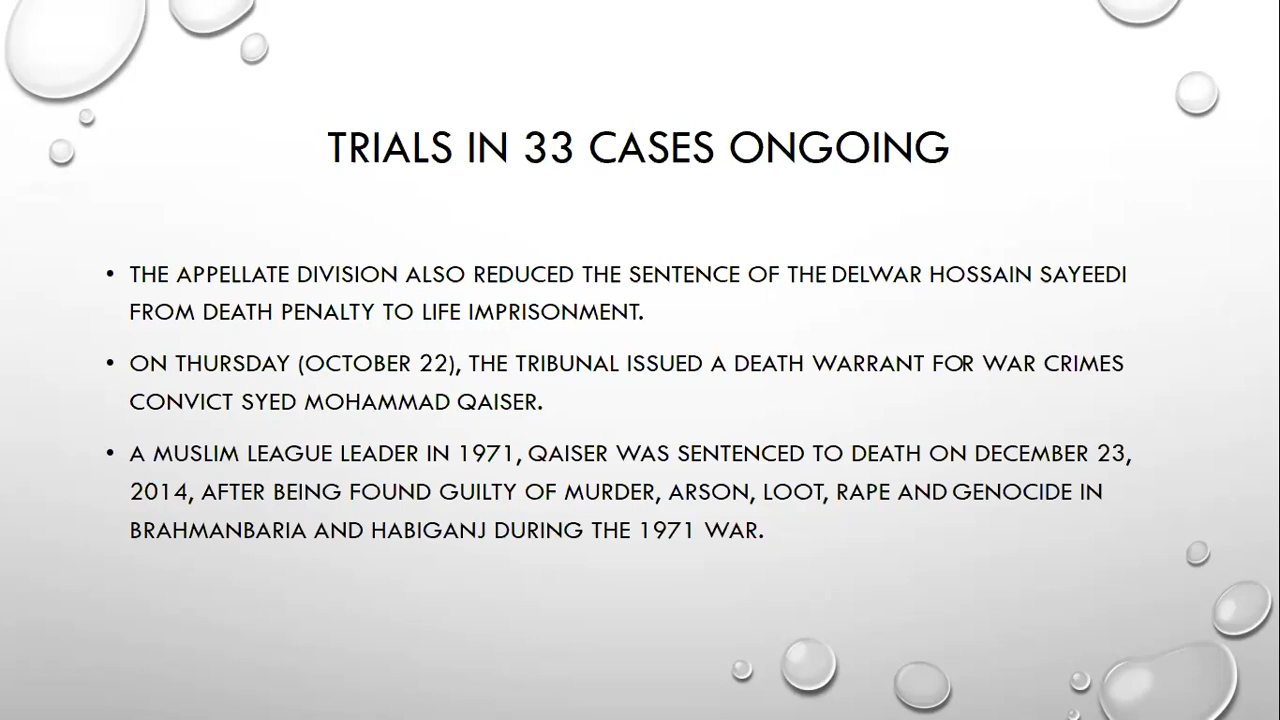 TRIALS IN 33 CASES ONGOING
• THE APPELLATE DIVISION ALSO REDUCED THE SENTENCE OF THE DELWAR HOSSAIN SAYEEDI
FROM DEATH PENALTY TO LIFE IMPRISONMENT.
• ON THURSDAY (OCTOBER 22), THE TRIBUNAL ISSUED A DEATH WARRANT FOR WAR CRIMES
CONVICT SYED MOHAMMAD QAISER.
• A MUSLIM LEAGUE LEADER IN 1971, QAISER WAS SENTENCED TO DEATH ON DECEMBER 23,
2014, AFTER BEING FOUND GUILTY OF MURDER, ARSON, LOOT, RAPE AND GENOCIDE IN
BRAHMANBARIA AND HABIGANJ DURING THE 1971 WAR.